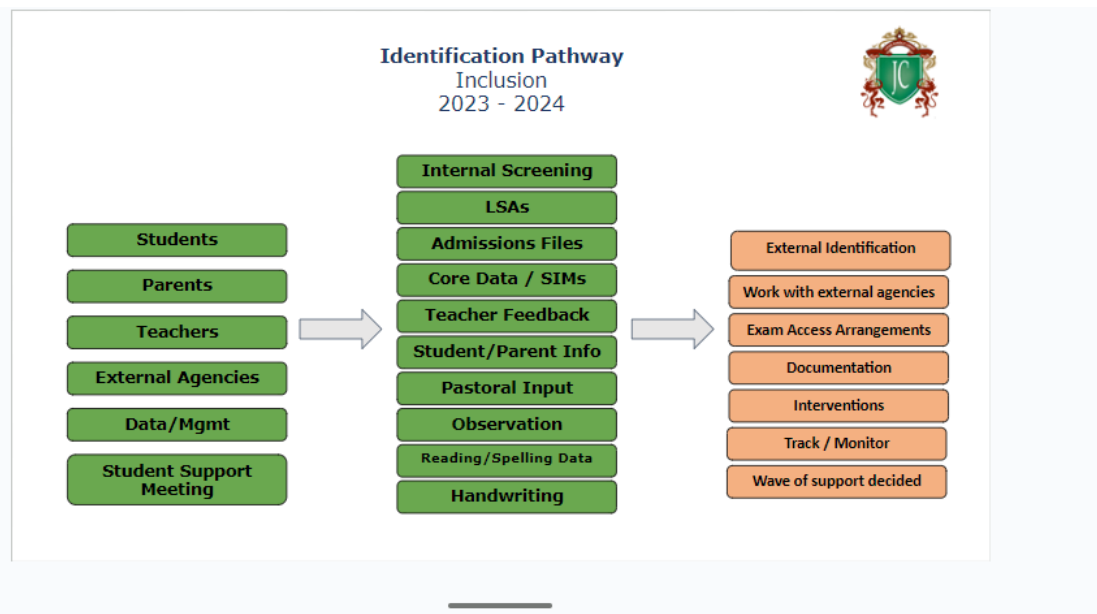 Identification Pathway
Inclusion
2023 - 2024
JC
Students
Parents
Teachers
External Agencies
Data/Mgmt
Student Support
Meeting
Internal Screening
LSAs
Admissions Files
Core Data / SIMs
Teacher Feedback
Student/Parent Info
Pastoral Input
Observation
Reading/Spelling Data
Handwriting
External Identification
Work with external agencies
Exam Access Arrangements
Documentation
Interventions
Track / Monitor
Wave of support decided